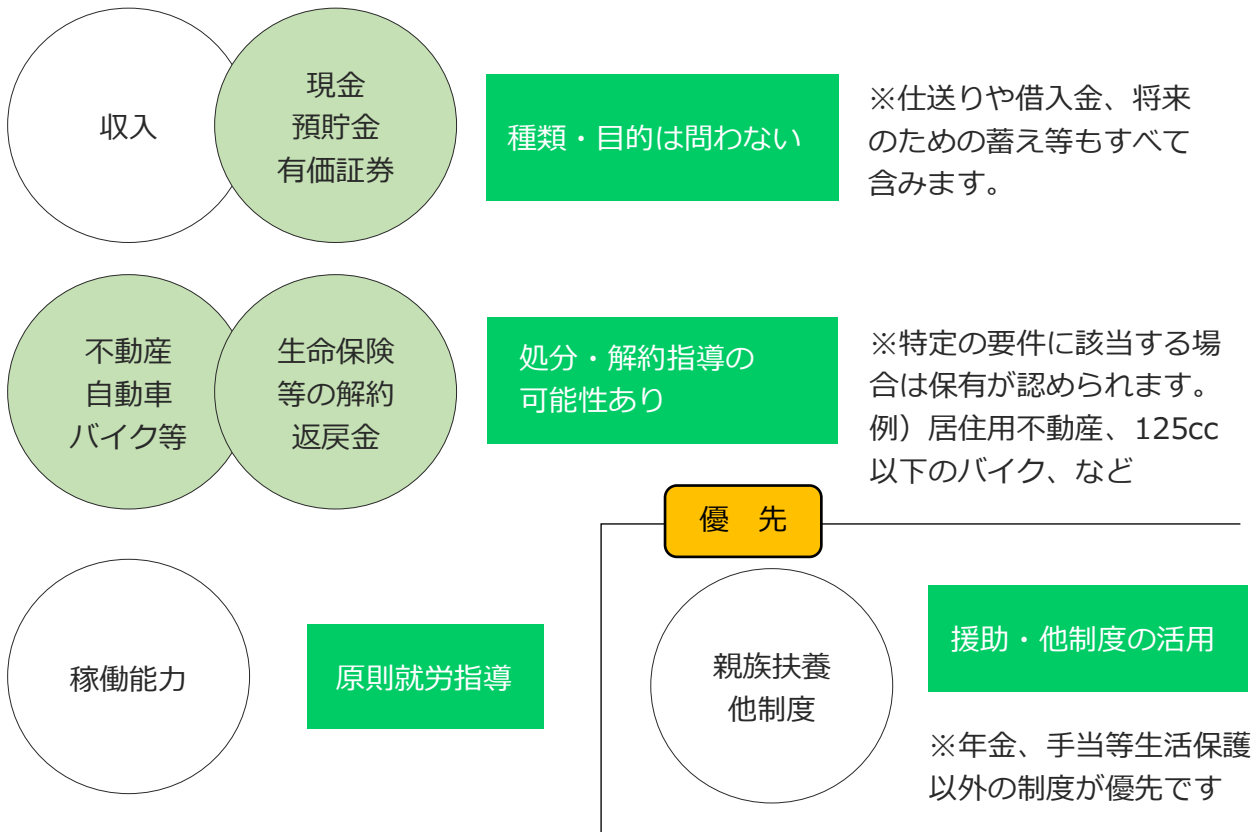 収入
現金
預貯金
有価証券
種類・目的は問わない
※仕送りや借入金、将来
のための蓄え等もすべて
含みます。
不動産
自動車
バイク等
生命保険
等の解約
返戻金
処分・解約指導の
可能性あり
※特定の要件に該当する場
合は保有が認められます。
例）居住用不動産、125cc
以下のバイク、など
稼働能力
原則就労指導
優　先
親族扶養
他制度
援助・他制度の活用
※年金、手当等生活保護
以外の制度が優先です